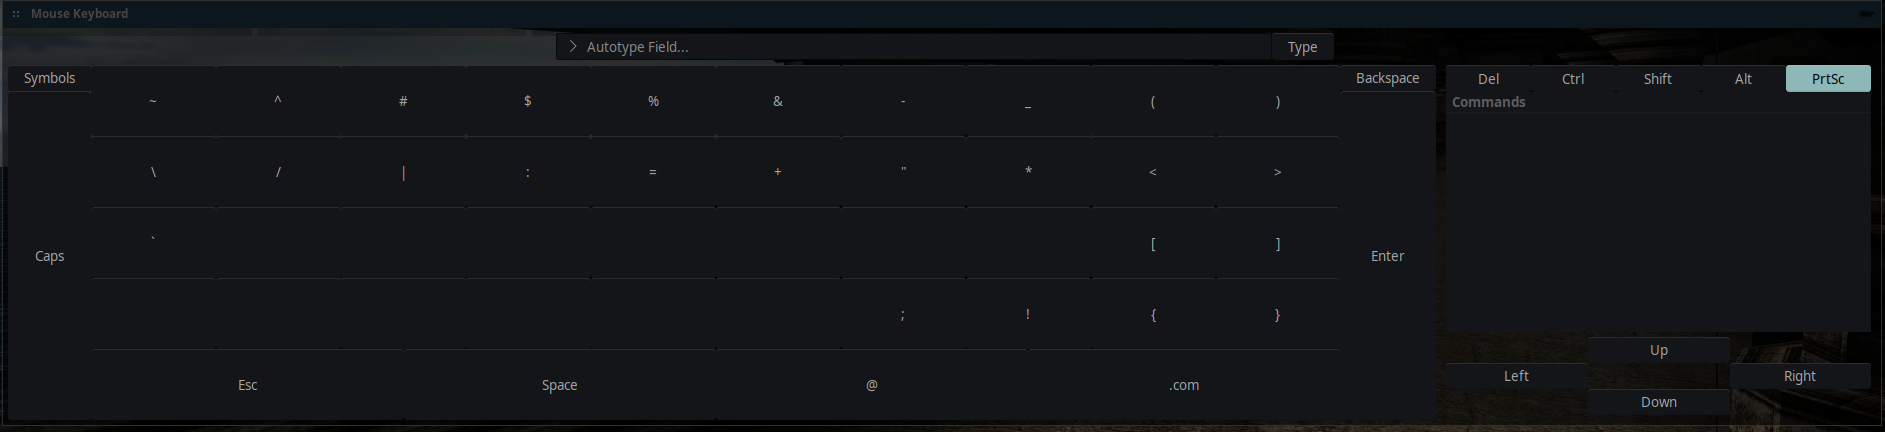 Mouse Keyboard
Autotype Field... Type
Symbols ~ ^ # $ % & - _ ( ) Backspace Del Ctrl Shift Alt PrtSc
Commands
\ / | : = + " * < >
` [ ]
Caps Enter
; ! { }
Up
Left Right
Esc Space @ .com
Down